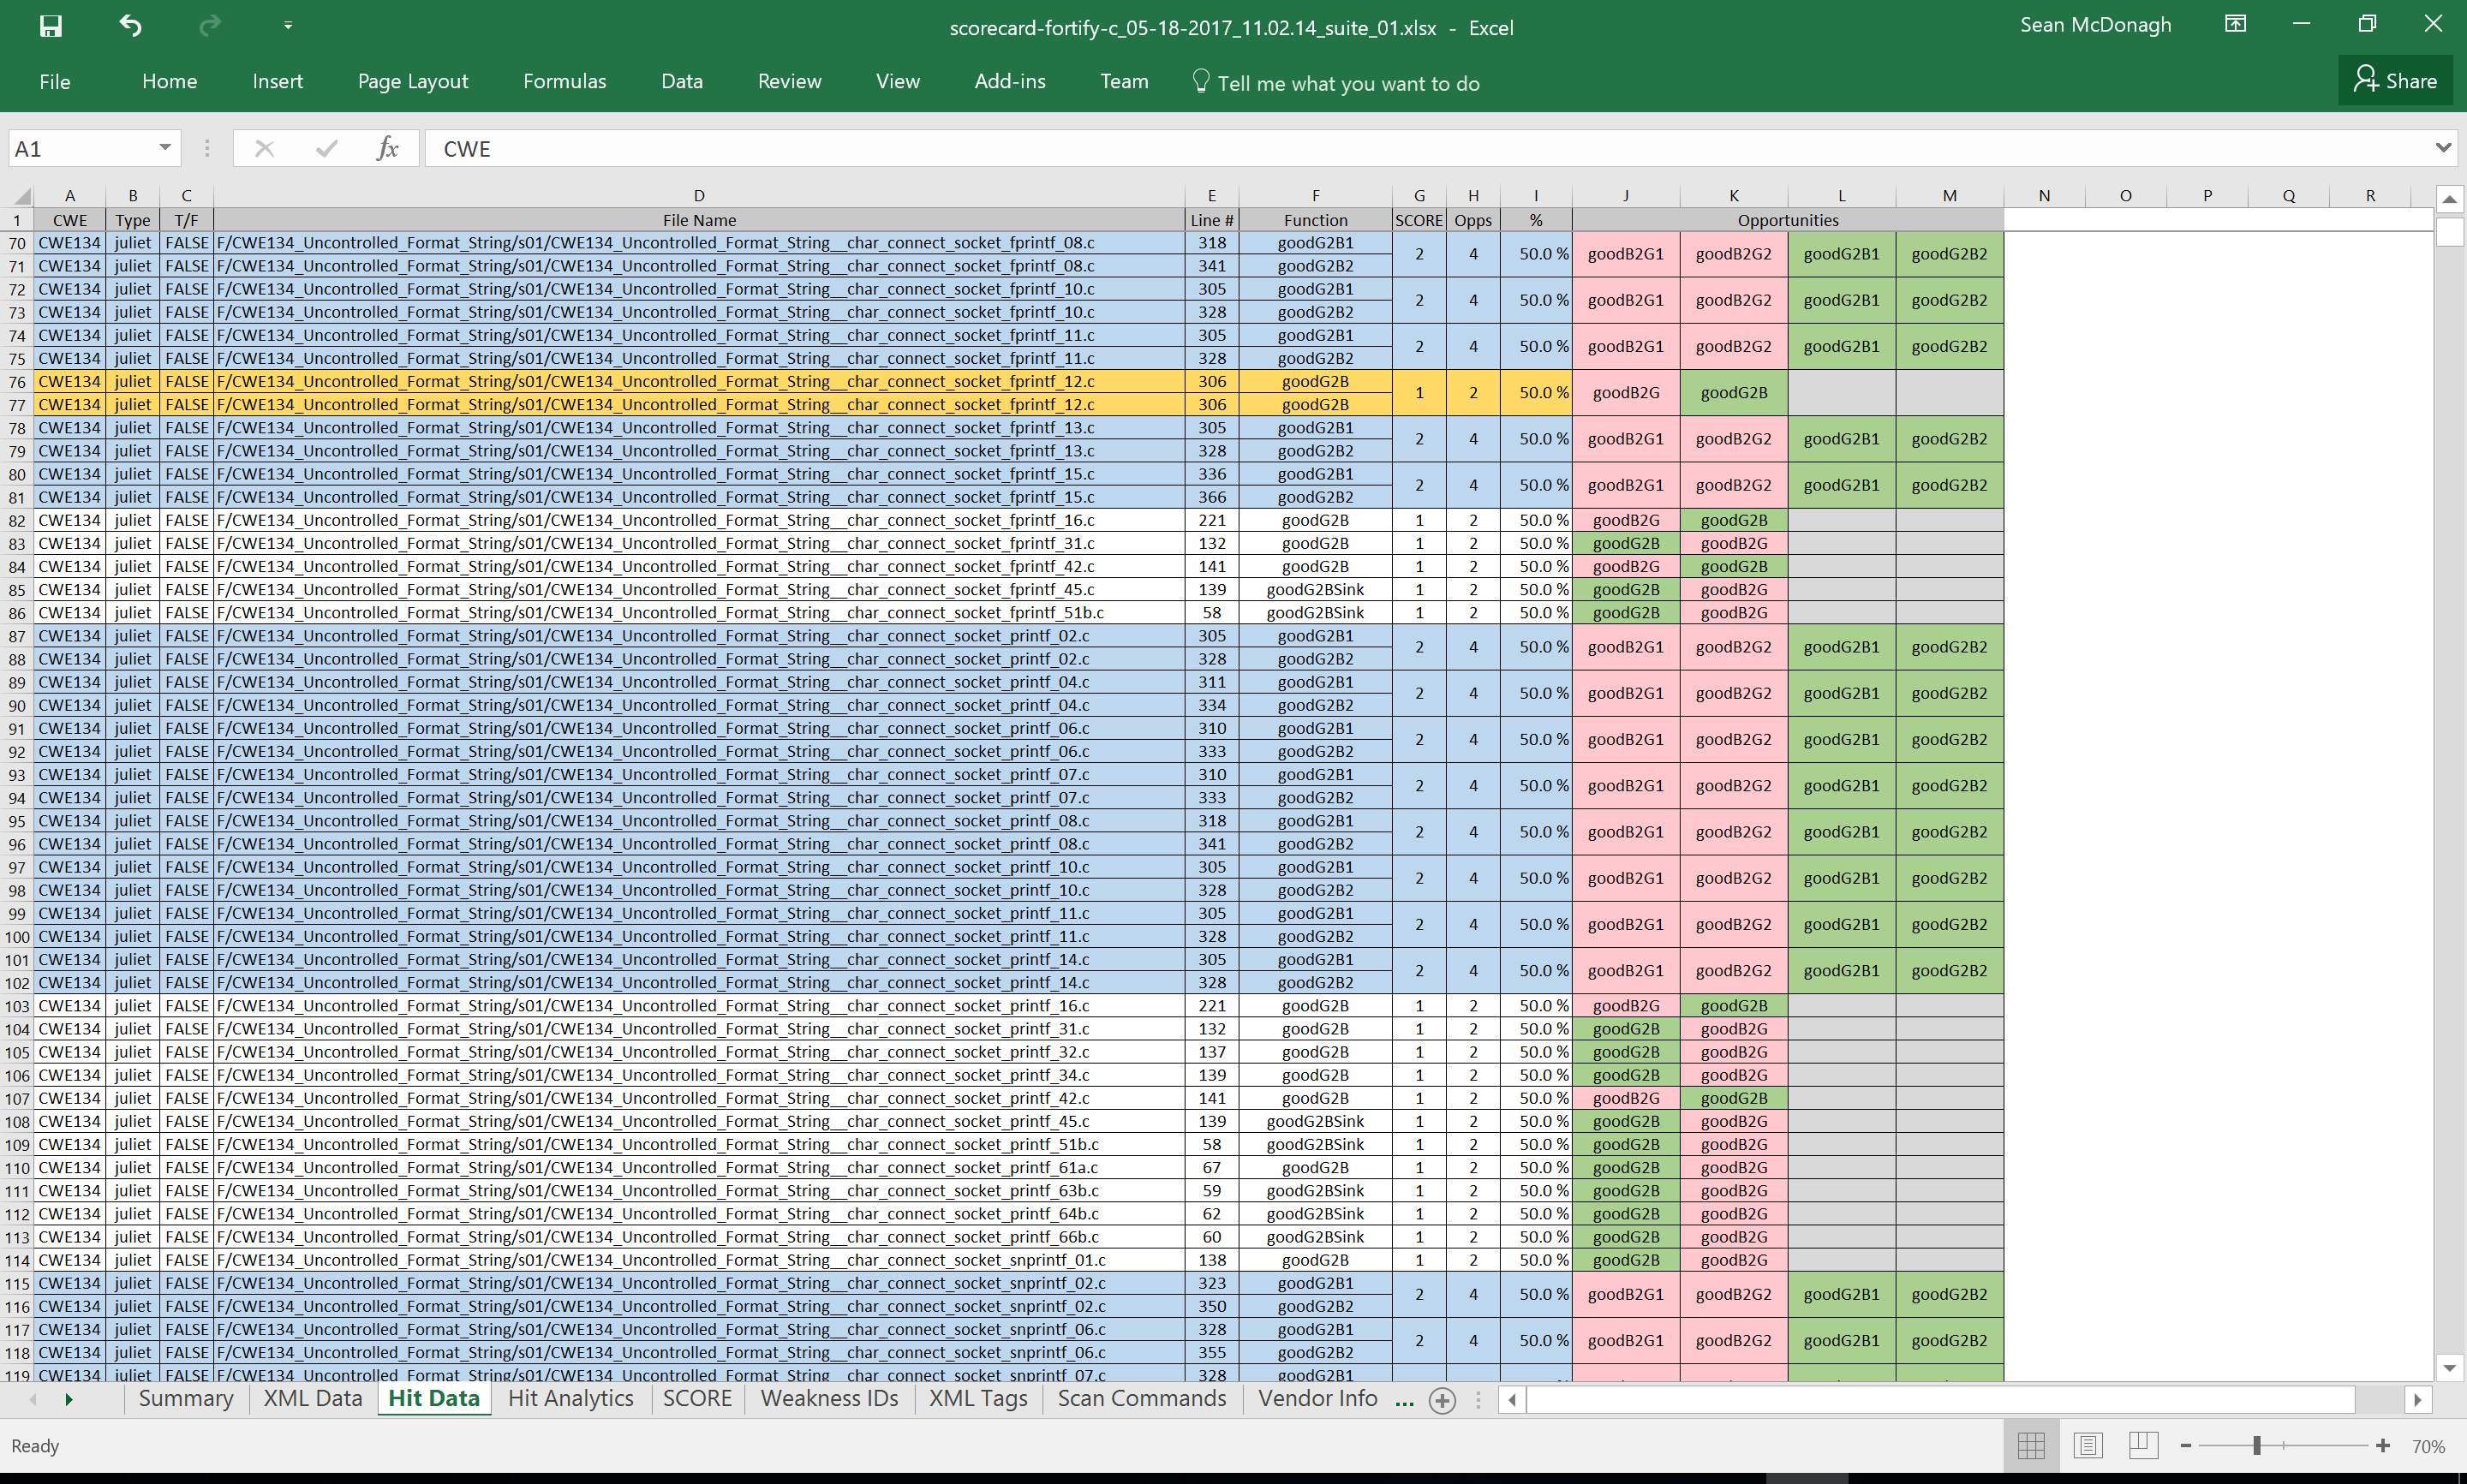 scorecard-fortify-c_05-18-2017_11.02.14_suite_01.xlsx - Excel
Sean McDonagh
File Home Insert Page Layout Formulas Data Review View Add-ins Team Tell me what you want to do Share
A1 fx CWE
A B C D E F G H I J K L M N O P Q R
1 CWE Type T/F File Name Line # Function SCORE Opps % Opportunities
70 CWE134 juliet FALSE F/CWE134_Uncontrolled_Format_String/s01/CWE134_Uncontrolled_Format_String__char_connect_socket_fprintf_08.c 318 goodG2B1 2 4 50.0 % goodB2G1 goodB2G2 goodG2B1 goodG2B2
71 CWE134 juliet FALSE F/CWE134_Uncontrolled_Format_String/s01/CWE134_Uncontrolled_Format_String__char_connect_socket_fprintf_08.c 341 goodG2B2
72 CWE134 juliet FALSE F/CWE134_Uncontrolled_Format_String/s01/CWE134_Uncontrolled_Format_String__char_connect_socket_fprintf_10.c 305 goodG2B1 2 4 50.0 % goodB2G1 goodB2G2 goodG2B1 goodG2B2
73 CWE134 juliet FALSE F/CWE134_Uncontrolled_Format_String/s01/CWE134_Uncontrolled_Format_String__char_connect_socket_fprintf_10.c 328 goodG2B2
74 CWE134 juliet FALSE F/CWE134_Uncontrolled_Format_String/s01/CWE134_Uncontrolled_Format_String__char_connect_socket_fprintf_11.c 305 goodG2B1 2 4 50.0 % goodB2G1 goodB2G2 goodG2B1 goodG2B2
75 CWE134 juliet FALSE F/CWE134_Uncontrolled_Format_String/s01/CWE134_Uncontrolled_Format_String__char_connect_socket_fprintf_11.c 328 goodG2B2
76 CWE134 juliet FALSE F/CWE134_Uncontrolled_Format_String/s01/CWE134_Uncontrolled_Format_String__char_connect_socket_fprintf_12.c 306 goodG2B 1 2 50.0 % goodB2G goodG2B
77 CWE134 juliet FALSE F/CWE134_Uncontrolled_Format_String/s01/CWE134_Uncontrolled_Format_String__char_connect_socket_fprintf_12.c 306 goodG2B
78 CWE134 juliet FALSE F/CWE134_Uncontrolled_Format_String/s01/CWE134_Uncontrolled_Format_String__char_connect_socket_fprintf_13.c 305 goodG2B1 2 4 50.0 % goodB2G1 goodB2G2 goodG2B1 goodG2B2
79 CWE134 juliet FALSE F/CWE134_Uncontrolled_Format_String/s01/CWE134_Uncontrolled_Format_String__char_connect_socket_fprintf_13.c 328 goodG2B2
80 CWE134 juliet FALSE F/CWE134_Uncontrolled_Format_String/s01/CWE134_Uncontrolled_Format_String__char_connect_socket_fprintf_15.c 336 goodG2B1 2 4 50.0 % goodB2G1 goodB2G2 goodG2B1 goodG2B2
81 CWE134 juliet FALSE F/CWE134_Uncontrolled_Format_String/s01/CWE134_Uncontrolled_Format_String__char_connect_socket_fprintf_15.c 366 goodG2B2
82 CWE134 juliet FALSE F/CWE134_Uncontrolled_Format_String/s01/CWE134_Uncontrolled_Format_String__char_connect_socket_fprintf_16.c 221 goodG2B 1 2 50.0 % goodB2G goodG2B
83 CWE134 juliet FALSE F/CWE134_Uncontrolled_Format_String/s01/CWE134_Uncontrolled_Format_String__char_connect_socket_fprintf_31.c 132 goodG2B 1 2 50.0 % goodG2B goodB2G
84 CWE134 juliet FALSE F/CWE134_Uncontrolled_Format_String/s01/CWE134_Uncontrolled_Format_String__char_connect_socket_fprintf_42.c 141 goodG2B 1 2 50.0 % goodB2G goodG2B
85 CWE134 juliet FALSE F/CWE134_Uncontrolled_Format_String/s01/CWE134_Uncontrolled_Format_String__char_connect_socket_fprintf_45.c 139 goodG2BSink 1 2 50.0 % goodG2B goodB2G
86 CWE134 juliet FALSE F/CWE134_Uncontrolled_Format_String/s01/CWE134_Uncontrolled_Format_String__char_connect_socket_fprintf_51b.c 58 goodG2BSink 1 2 50.0 % goodG2B goodB2G
87 CWE134 juliet FALSE F/CWE134_Uncontrolled_Format_String/s01/CWE134_Uncontrolled_Format_String__char_connect_socket_printf_02.c 305 goodG2B1 2 4 50.0 % goodB2G1 goodB2G2 goodG2B1 goodG2B2
88 CWE134 juliet FALSE F/CWE134_Uncontrolled_Format_String/s01/CWE134_Uncontrolled_Format_String__char_connect_socket_printf_02.c 328 goodG2B2
89 CWE134 juliet FALSE F/CWE134_Uncontrolled_Format_String/s01/CWE134_Uncontrolled_Format_String__char_connect_socket_printf_04.c 311 goodG2B1 2 4 50.0 % goodB2G1 goodB2G2 goodG2B1 goodG2B2
90 CWE134 juliet FALSE F/CWE134_Uncontrolled_Format_String/s01/CWE134_Uncontrolled_Format_String__char_connect_socket_printf_04.c 334 goodG2B2
91 CWE134 juliet FALSE F/CWE134_Uncontrolled_Format_String/s01/CWE134_Uncontrolled_Format_String__char_connect_socket_printf_06.c 310 goodG2B1 2 4 50.0 % goodB2G1 goodB2G2 goodG2B1 goodG2B2
92 CWE134 juliet FALSE F/CWE134_Uncontrolled_Format_String/s01/CWE134_Uncontrolled_Format_String__char_connect_socket_printf_06.c 333 goodG2B2
93 CWE134 juliet FALSE F/CWE134_Uncontrolled_Format_String/s01/CWE134_Uncontrolled_Format_String__char_connect_socket_printf_07.c 310 goodG2B1 2 4 50.0 % goodB2G1 goodB2G2 goodG2B1 goodG2B2
94 CWE134 juliet FALSE F/CWE134_Uncontrolled_Format_String/s01/CWE134_Uncontrolled_Format_String__char_connect_socket_printf_07.c 333 goodG2B2
95 CWE134 juliet FALSE F/CWE134_Uncontrolled_Format_String/s01/CWE134_Uncontrolled_Format_String__char_connect_socket_printf_08.c 318 goodG2B1 2 4 50.0 % goodB2G1 goodB2G2 goodG2B1 goodG2B2
96 CWE134 juliet FALSE F/CWE134_Uncontrolled_Format_String/s01/CWE134_Uncontrolled_Format_String__char_connect_socket_printf_08.c 341 goodG2B2
97 CWE134 juliet FALSE F/CWE134_Uncontrolled_Format_String/s01/CWE134_Uncontrolled_Format_String__char_connect_socket_printf_10.c 305 goodG2B1 2 4 50.0 % goodB2G1 goodB2G2 goodG2B1 goodG2B2
98 CWE134 juliet FALSE F/CWE134_Uncontrolled_Format_String/s01/CWE134_Uncontrolled_Format_String__char_connect_socket_printf_10.c 328 goodG2B2
99 CWE134 juliet FALSE F/CWE134_Uncontrolled_Format_String/s01/CWE134_Uncontrolled_Format_String__char_connect_socket_printf_11.c 305 goodG2B1 2 4 50.0 % goodB2G1 goodB2G2 goodG2B1 goodG2B2
100 CWE134 juliet FALSE F/CWE134_Uncontrolled_Format_String/s01/CWE134_Uncontrolled_Format_String__char_connect_socket_printf_11.c 328 goodG2B2
101 CWE134 juliet FALSE F/CWE134_Uncontrolled_Format_String/s01/CWE134_Uncontrolled_Format_String__char_connect_socket_printf_14.c 305 goodG2B1 2 4 50.0 % goodB2G1 goodB2G2 goodG2B1 goodG2B2
102 CWE134 juliet FALSE F/CWE134_Uncontrolled_Format_String/s01/CWE134_Uncontrolled_Format_String__char_connect_socket_printf_14.c 328 goodG2B2
103 CWE134 juliet FALSE F/CWE134_Uncontrolled_Format_String/s01/CWE134_Uncontrolled_Format_String__char_connect_socket_printf_16.c 221 goodG2B 1 2 50.0 % goodB2G goodG2B
104 CWE134 juliet FALSE F/CWE134_Uncontrolled_Format_String/s01/CWE134_Uncontrolled_Format_String__char_connect_socket_printf_31.c 132 goodG2B 1 2 50.0 % goodG2B goodB2G
105 CWE134 juliet FALSE F/CWE134_Uncontrolled_Format_String/s01/CWE134_Uncontrolled_Format_String__char_connect_socket_printf_32.c 137 goodG2B 1 2 50.0 % goodG2B goodB2G
106 CWE134 juliet FALSE F/CWE134_Uncontrolled_Format_String/s01/CWE134_Uncontrolled_Format_String__char_connect_socket_printf_34.c 139 goodG2B 1 2 50.0 % goodG2B goodB2G
107 CWE134 juliet FALSE F/CWE134_Uncontrolled_Format_String/s01/CWE134_Uncontrolled_Format_String__char_connect_socket_printf_42.c 141 goodG2B 1 2 50.0 % goodB2G goodG2B
108 CWE134 juliet FALSE F/CWE134_Uncontrolled_Format_String/s01/CWE134_Uncontrolled_Format_String__char_connect_socket_printf_45.c 139 goodG2BSink 1 2 50.0 % goodG2B goodB2G
109 CWE134 juliet FALSE F/CWE134_Uncontrolled_Format_String/s01/CWE134_Uncontrolled_Format_String__char_connect_socket_printf_51b.c 58 goodG2BSink 1 2 50.0 % goodG2B goodB2G
110 CWE134 juliet FALSE F/CWE134_Uncontrolled_Format_String/s01/CWE134_Uncontrolled_Format_String__char_connect_socket_printf_61a.c 67 goodG2B 1 2 50.0 % goodG2B goodB2G
111 CWE134 juliet FALSE F/CWE134_Uncontrolled_Format_String/s01/CWE134_Uncontrolled_Format_String__char_connect_socket_printf_63b.c 59 goodG2BSink 1 2 50.0 % goodG2B goodB2G
112 CWE134 juliet FALSE F/CWE134_Uncontrolled_Format_String/s01/CWE134_Uncontrolled_Format_String__char_connect_socket_printf_64b.c 62 goodG2BSink 1 2 50.0 % goodG2B goodB2G
113 CWE134 juliet FALSE F/CWE134_Uncontrolled_Format_String/s01/CWE134_Uncontrolled_Format_String__char_connect_socket_printf_66b.c 60 goodG2BSink 1 2 50.0 % goodG2B goodB2G
114 CWE134 juliet FALSE F/CWE134_Uncontrolled_Format_String/s01/CWE134_Uncontrolled_Format_String__char_connect_socket_snprintf_01.c 138 goodG2B 1 2 50.0 % goodG2B goodB2G
115 CWE134 juliet FALSE F/CWE134_Uncontrolled_Format_String/s01/CWE134_Uncontrolled_Format_String__char_connect_socket_snprintf_02.c 323 goodG2B1 2 4 50.0 % goodB2G1 goodB2G2 goodG2B1 goodG2B2
116 CWE134 juliet FALSE F/CWE134_Uncontrolled_Format_String/s01/CWE134_Uncontrolled_Format_String__char_connect_socket_snprintf_02.c 350 goodG2B2
117 CWE134 juliet FALSE F/CWE134_Uncontrolled_Format_String/s01/CWE134_Uncontrolled_Format_String__char_connect_socket_snprintf_06.c 328 goodG2B1 2 4 50.0 % goodB2G1 goodB2G2 goodG2B1 goodG2B2
118 CWE134 juliet FALSE F/CWE134_Uncontrolled_Format_String/s01/CWE134_Uncontrolled_Format_String__char_connect_socket_snprintf_06.c 355 goodG2B2
119 CWE134 juliet FALSE F/CWE134_Uncontrolled_Format_String/s01/CWE134_Uncontrolled_Format_String__char_connect_socket_snprintf_07.c 328 goodG2B1
Summary XML Data Hit Data Hit Analytics SCORE Weakness IDs XML Tags Scan Commands Vendor Info ...
Ready 70%